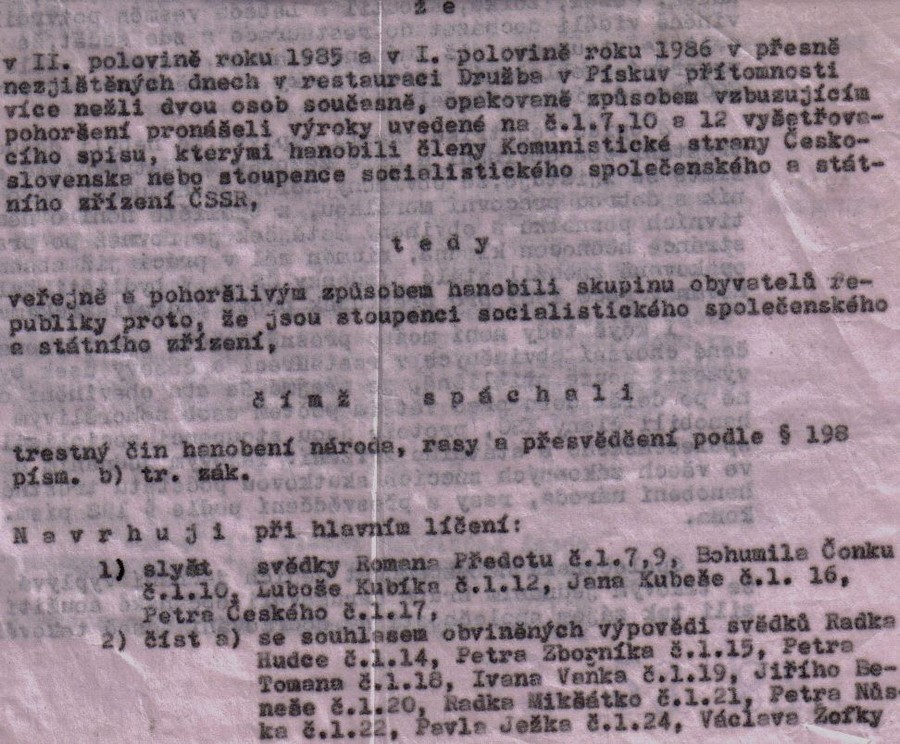 ž e
v II. polovině roku 1985 a v I. polovině roku 1986 v přesně
nezjištěných dnech v restauraci Družba v Pískuv přítomnosti
více nežli dvou osob současně, opakovaně způsobem vzbuzujícím
pohoršení pronášeli výroky uvedené na č.l.7,10 a 12 vyšetřova-
cího spisu, kterými hanobili členy Komunistické strany Česko-
slovenska nebo stoupence socialistického společenského a stát-
ního zřízení ČSSR,
t e d y
veřejně a pohoršlivým způsobem hanobili skupinu obyvatelů re-
publiky proto, že jsou stoupenci socialistického společenského
a státního zřízení,
č í m ž s p á c h a l i
trestný čin hanobení národa, rasy a přesvědčení podle § 198
písm. b) tr. zák.
N a v r h u j i při hlavním líčení:
1) slyšt svědky Romana Předotu č.l.7,9, Bohumila Čonku
č.l.10, Luboše Kubíka č.l.12, Jana Kubeše č.l. 16,
Petra Českého č.l.17,
2) číst a) se souhlasem obviněných výpovědi svědků Radka
Hudce č.l.14, Petra Zborníka č.l.15, Petra
Tomana č.l.18, Ivana Vaňka č.l.19, Jiřího Be-
neše č.l.20, Radka Mikšátko č.l.21, Petra Nůs-
ka č.l.22, Pavla Ježka č.l.24, Václava Žofky